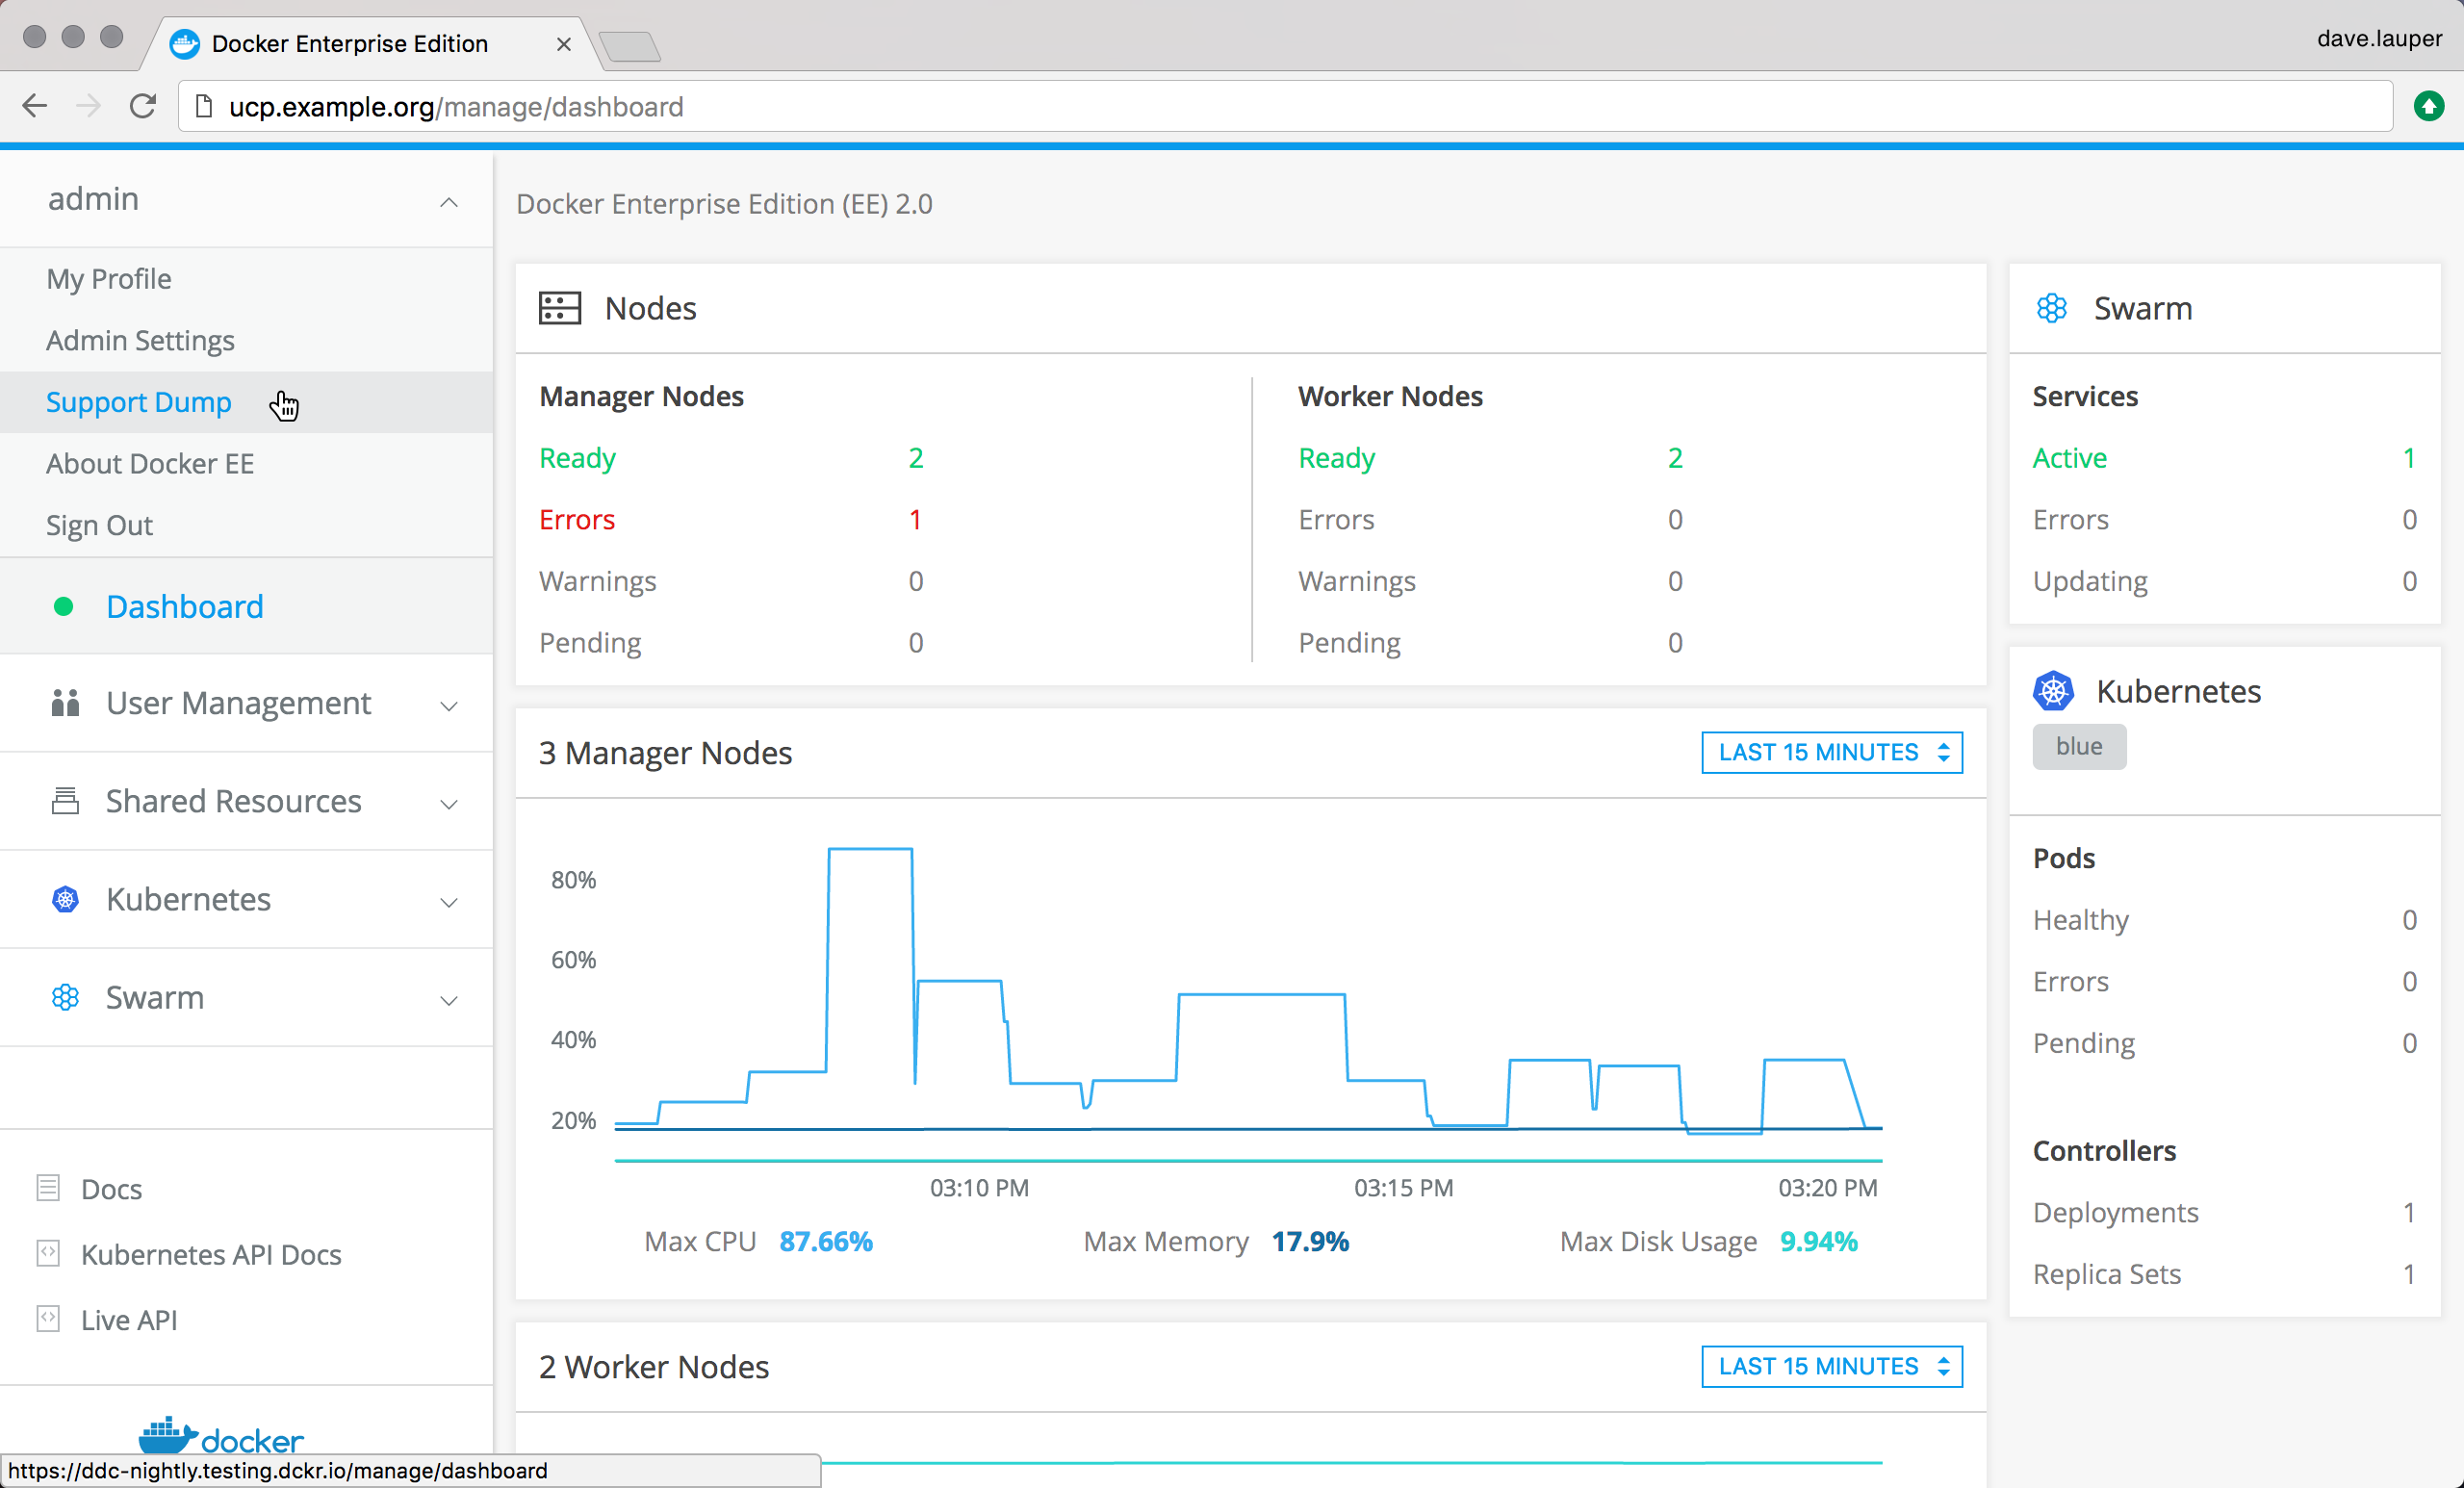 Docker Enterprise Edition
dave.lauper
ucp.example.org/manage/dashboard
admin
My Profile
Admin Settings
Support Dump
About Docker EE
Sign Out
Dashboard
User Management
Shared Resources
Kubernetes
Swarm
Docs
Kubernetes API Docs
Live API
docker
https://ddc-nightly.testing.dckr.io/manage/dashboard
Docker Enterprise Edition (EE) 2.0
Nodes
Manager Nodes
Ready 2
Errors 1
Warnings 0
Pending 0
Worker Nodes
Ready 2
Errors 0
Warnings 0
Pending 0
3 Manager Nodes
LAST 15 MINUTES
80%
60%
40%
20%
03:10 PM 03:15 PM 03:20 PM
Max CPU 87.66% Max Memory 17.9% Max Disk Usage 9.94%
2 Worker Nodes
LAST 15 MINUTES
Swarm
Services
Active 1
Errors 0
Updating 0
Kubernetes
blue
Pods
Healthy 0
Errors 0
Pending 0
Controllers
Deployments 1
Replica Sets 1